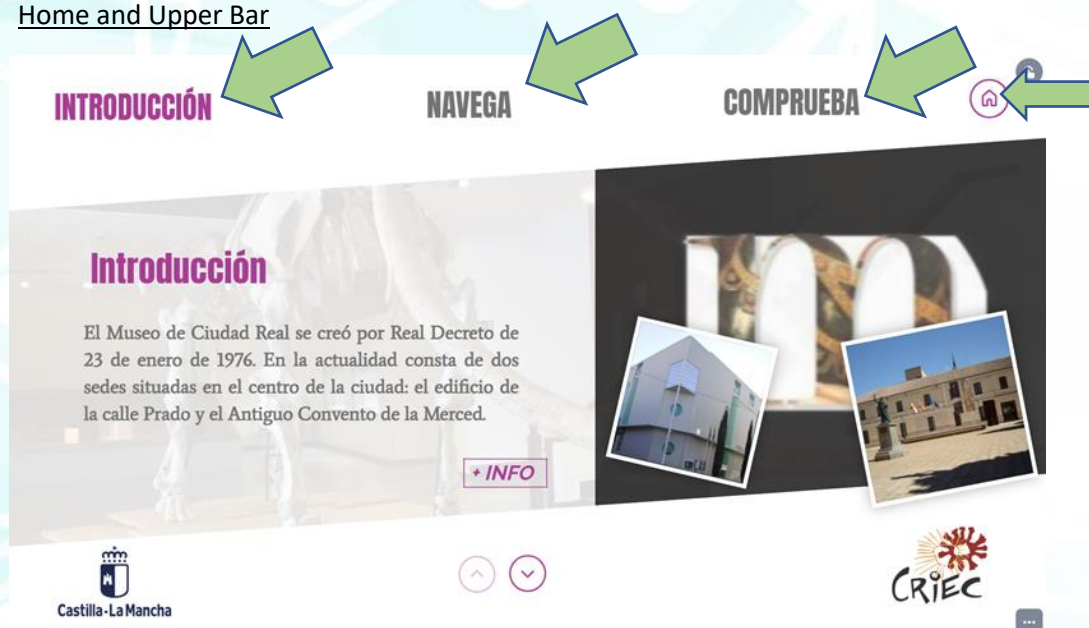 Home and Upper Bar
INTRODUCCIÓN
NAVEGA
COMPRUEBA
Introducción
El Museo de Ciudad Real se creó por Real Decreto de
23 de enero de 1976. En la actualidad consta de dos
sedes situadas en el centro de la ciudad: el edificio de
la calle Prado y el Antiguo Convento de la Merced.
+ INFO
m
Castilla-La Mancha
CRiEC